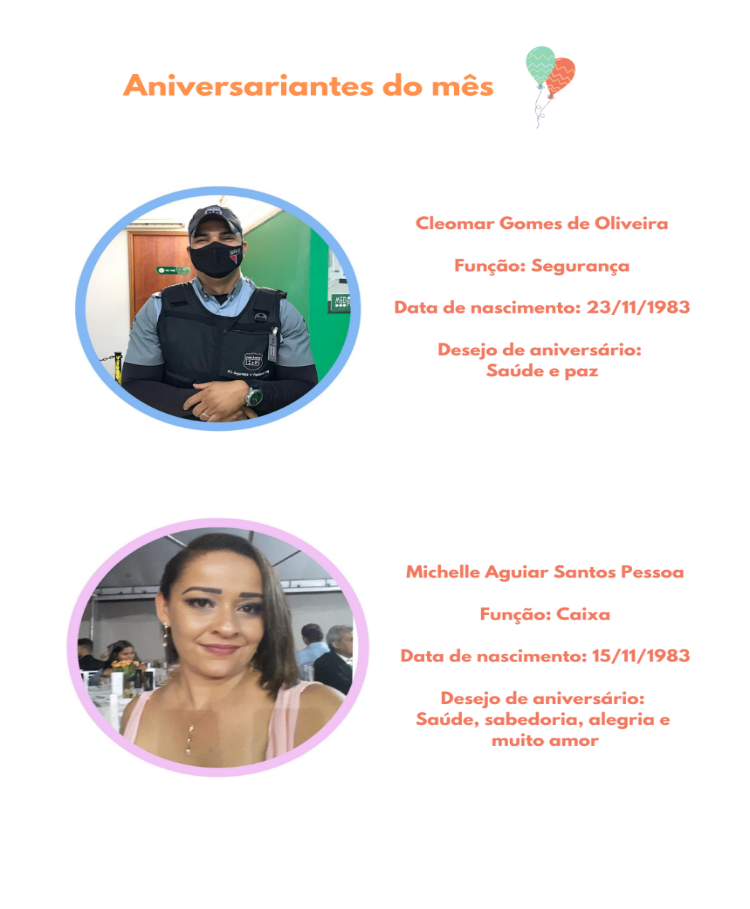 Aniversariantes do mês
Cleomar Gomes de Oliveira
Função: Segurança
Data de nascimento: 23/11/1983
Desejo de aniversário:
Saúde e paz
Michelle Aguiar Santos Pessoa
Função: Caixa
Data de nascimento: 15/11/1983
Desejo de aniversário:
Saúde, sabedoria, alegria e
muito amor